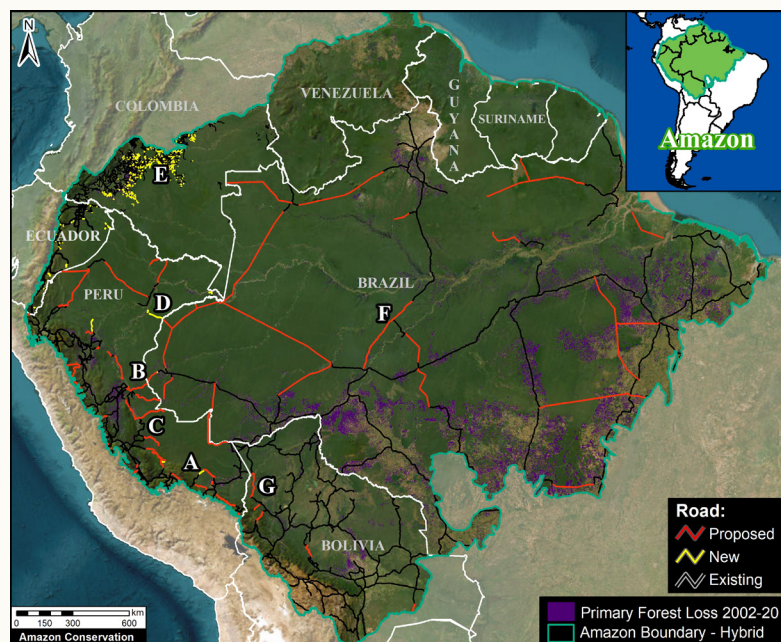 N
COLOMBIA
VENEZUELA
GUYANA
SURINAME
Amazon
E
ECUADOR
PERU
D
BRAZIL
F
B
C
A
G
BOLIVIA
Road:
Proposed
New
Existing
km
0 150 300 600
Amazon Conservation
Primary Forest Loss 2002-20
Amazon Boundary - Hybrid